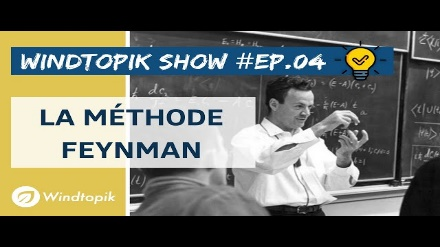 WINDTOPIK SHOW #EP.04
LA MÉTHODE
FEYNMAN
Windtopik